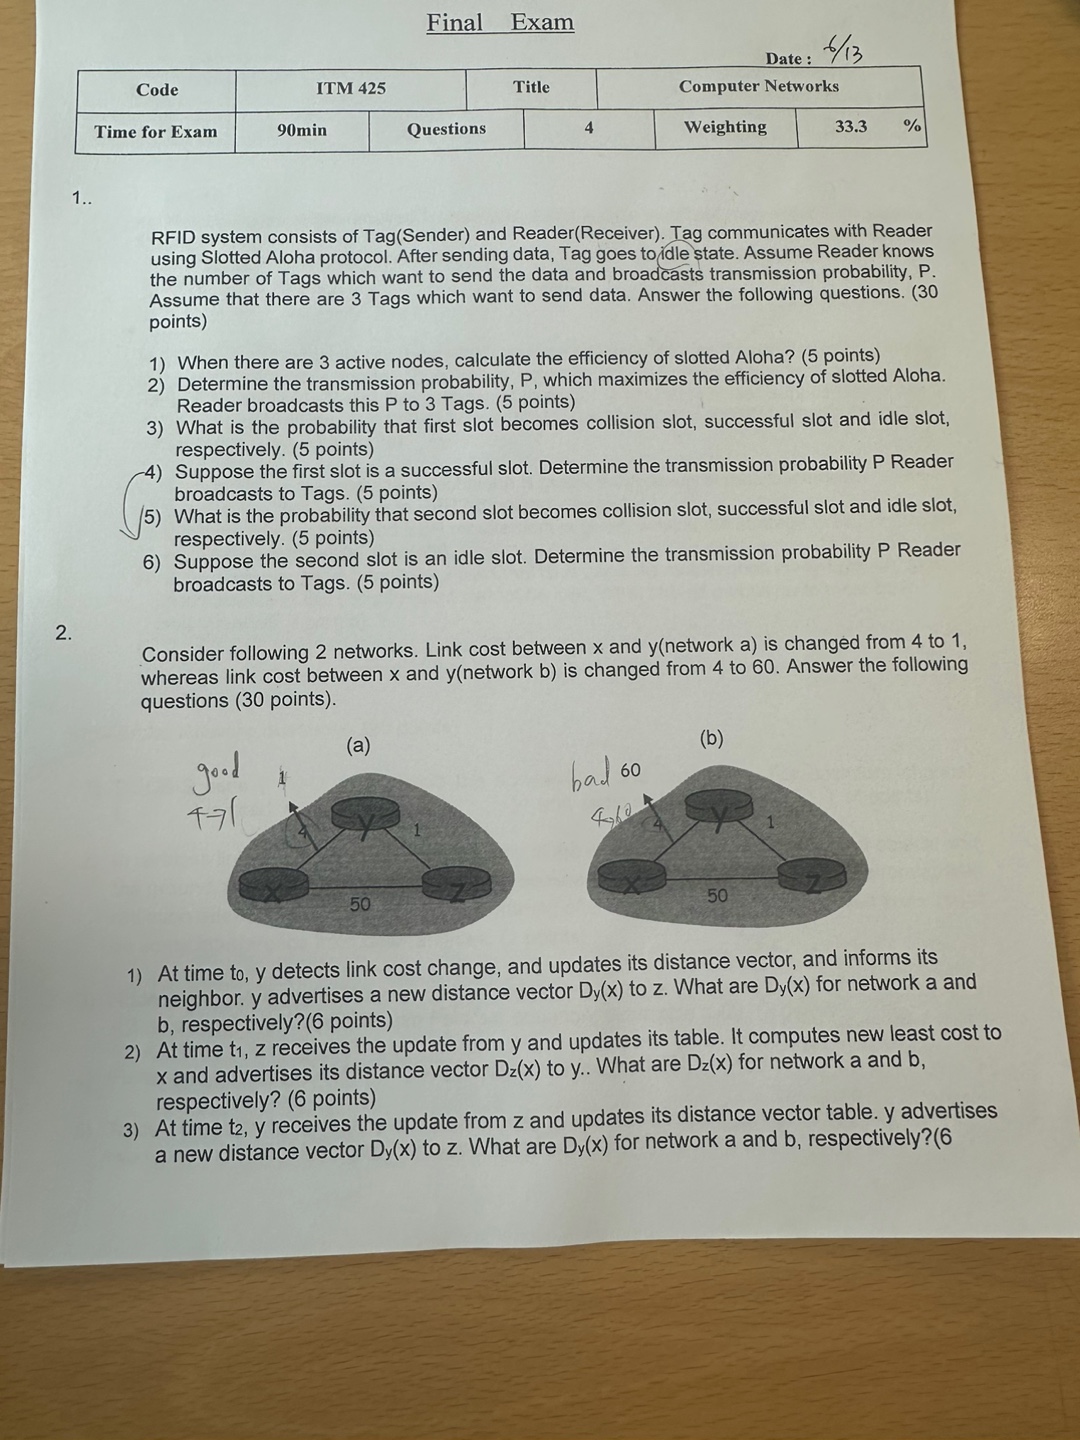 Final Exam
Date : 6/13
Code ITM 425 Title Computer Networks
Time for Exam 90min Questions 4 Weighting 33.3 %
1..
RFID system consists of Tag(Sender) and Reader(Receiver). Tag communicates with Reader
using Slotted Aloha protocol. After sending data, Tag goes to idle state. Assume Reader knows
the number of Tags which want to send the data and broadcasts transmission probability, P.
Assume that there are 3 Tags which want to send data. Answer the following questions. (30
points)
1) When there are 3 active nodes, calculate the efficiency of slotted Aloha? (5 points)
2) Determine the transmission probability, P, which maximizes the efficiency of slotted Aloha.
Reader broadcasts this P to 3 Tags. (5 points)
3) What is the probability that first slot becomes collision slot, successful slot and idle slot,
respectively. (5 points)
4) Suppose the first slot is a successful slot. Determine the transmission probability P Reader
broadcasts to Tags. (5 points)
5) What is the probability that second slot becomes collision slot, successful slot and idle slot,
respectively. (5 points)
6) Suppose the second slot is an idle slot. Determine the transmission probability P Reader
broadcasts to Tags. (5 points)
2.
Consider following 2 networks. Link cost between x and y(network a) is changed from 4 to 1,
whereas link cost between x and y(network b) is changed from 4 to 60. Answer the following
questions (30 points).
(a) (b)
good 1 bad 60
4→1 4 Y 1 4→60 4 Y 1
X 50 Z X 50 Z
1) At time t0, y detects link cost change, and updates its distance vector, and informs its
neighbor. y advertises a new distance vector Dy(x) to z. What are Dy(x) for network a and
b, respectively?(6 points)
2) At time t1, z receives the update from y and updates its table. It computes new least cost to
x and advertises its distance vector Dz(x) to y.. What are Dz(x) for network a and b,
respectively? (6 points)
3) At time t2, y receives the update from z and updates its distance vector table. y advertises
a new distance vector Dy(x) to z. What are Dy(x) for network a and b, respectively?(6